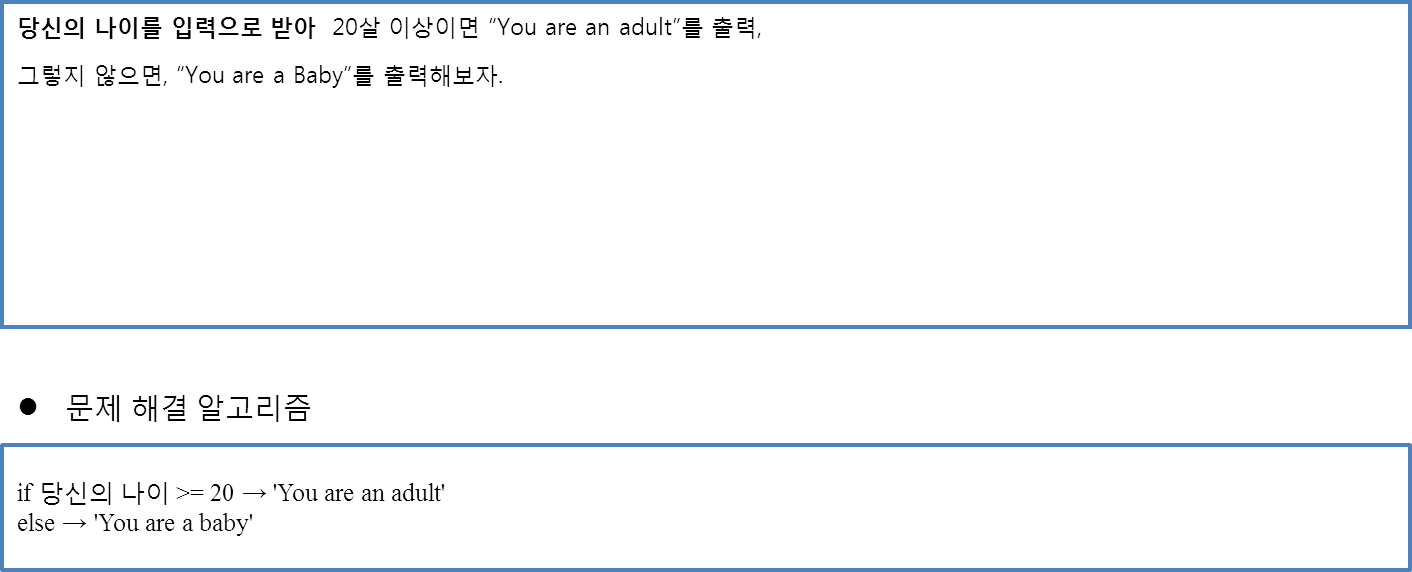 당신의 나이를 입력으로 받아 20살 이상이면 “You are an adult”를 출력,
그렇지 않으면, “You are a Baby”를 출력해보자.
● 문제 해결 알고리즘
if 당신의 나이 >= 20 → 'You are an adult'
else → 'You are a baby'